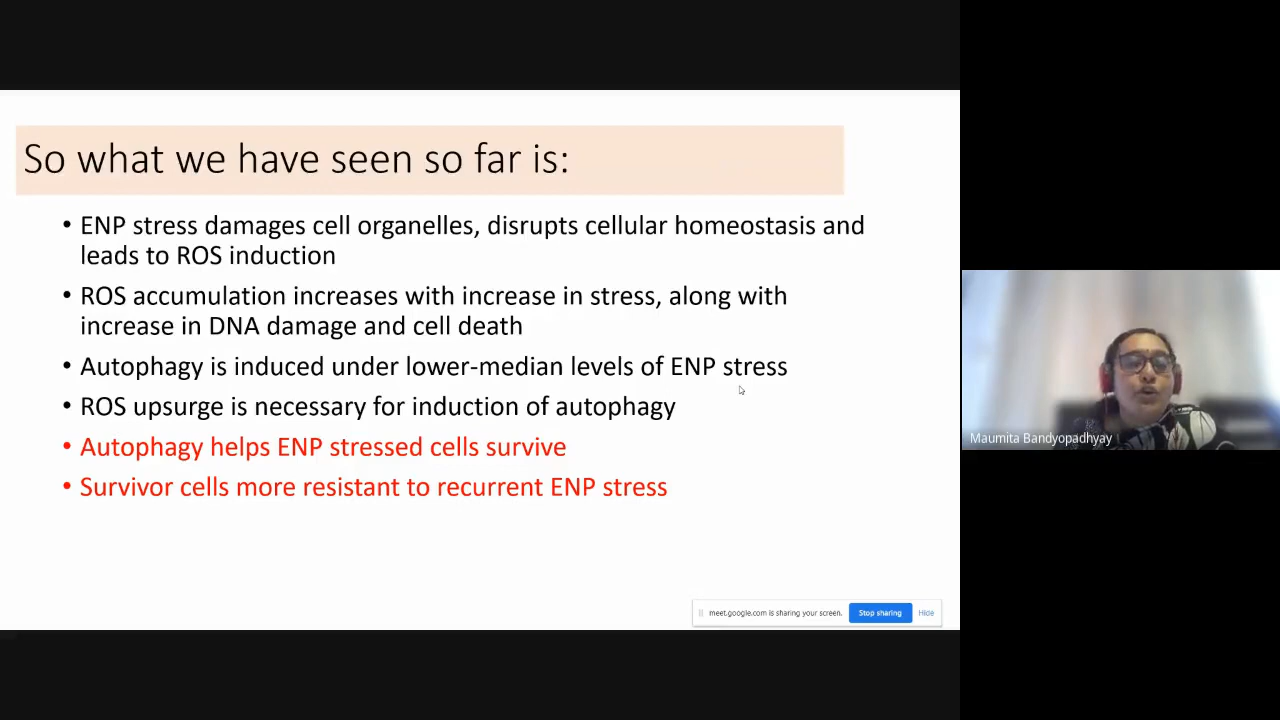 So what we have seen so far is:
• ENP stress damages cell organelles, disrupts cellular homeostasis and
leads to ROS induction
• ROS accumulation increases with increase in stress, along with
increase in DNA damage and cell death
• Autophagy is induced under lower-median levels of ENP stress
• ROS upsurge is necessary for induction of autophagy
• Autophagy helps ENP stressed cells survive
• Survivor cells more resistant to recurrent ENP stress
Maumita Bandyopadhyay
meet.google.com is sharing your screen. Stop sharing Hide